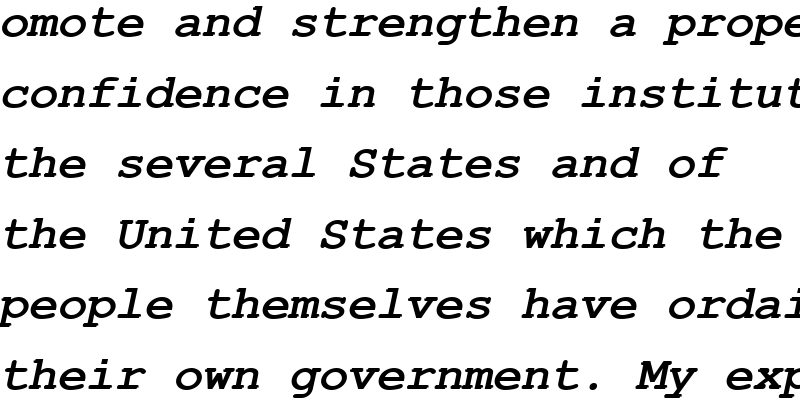 omote and strengthen a prope
confidence in those institut
the several States and of
the United States which the
people themselves have ordai
their own government. My exp